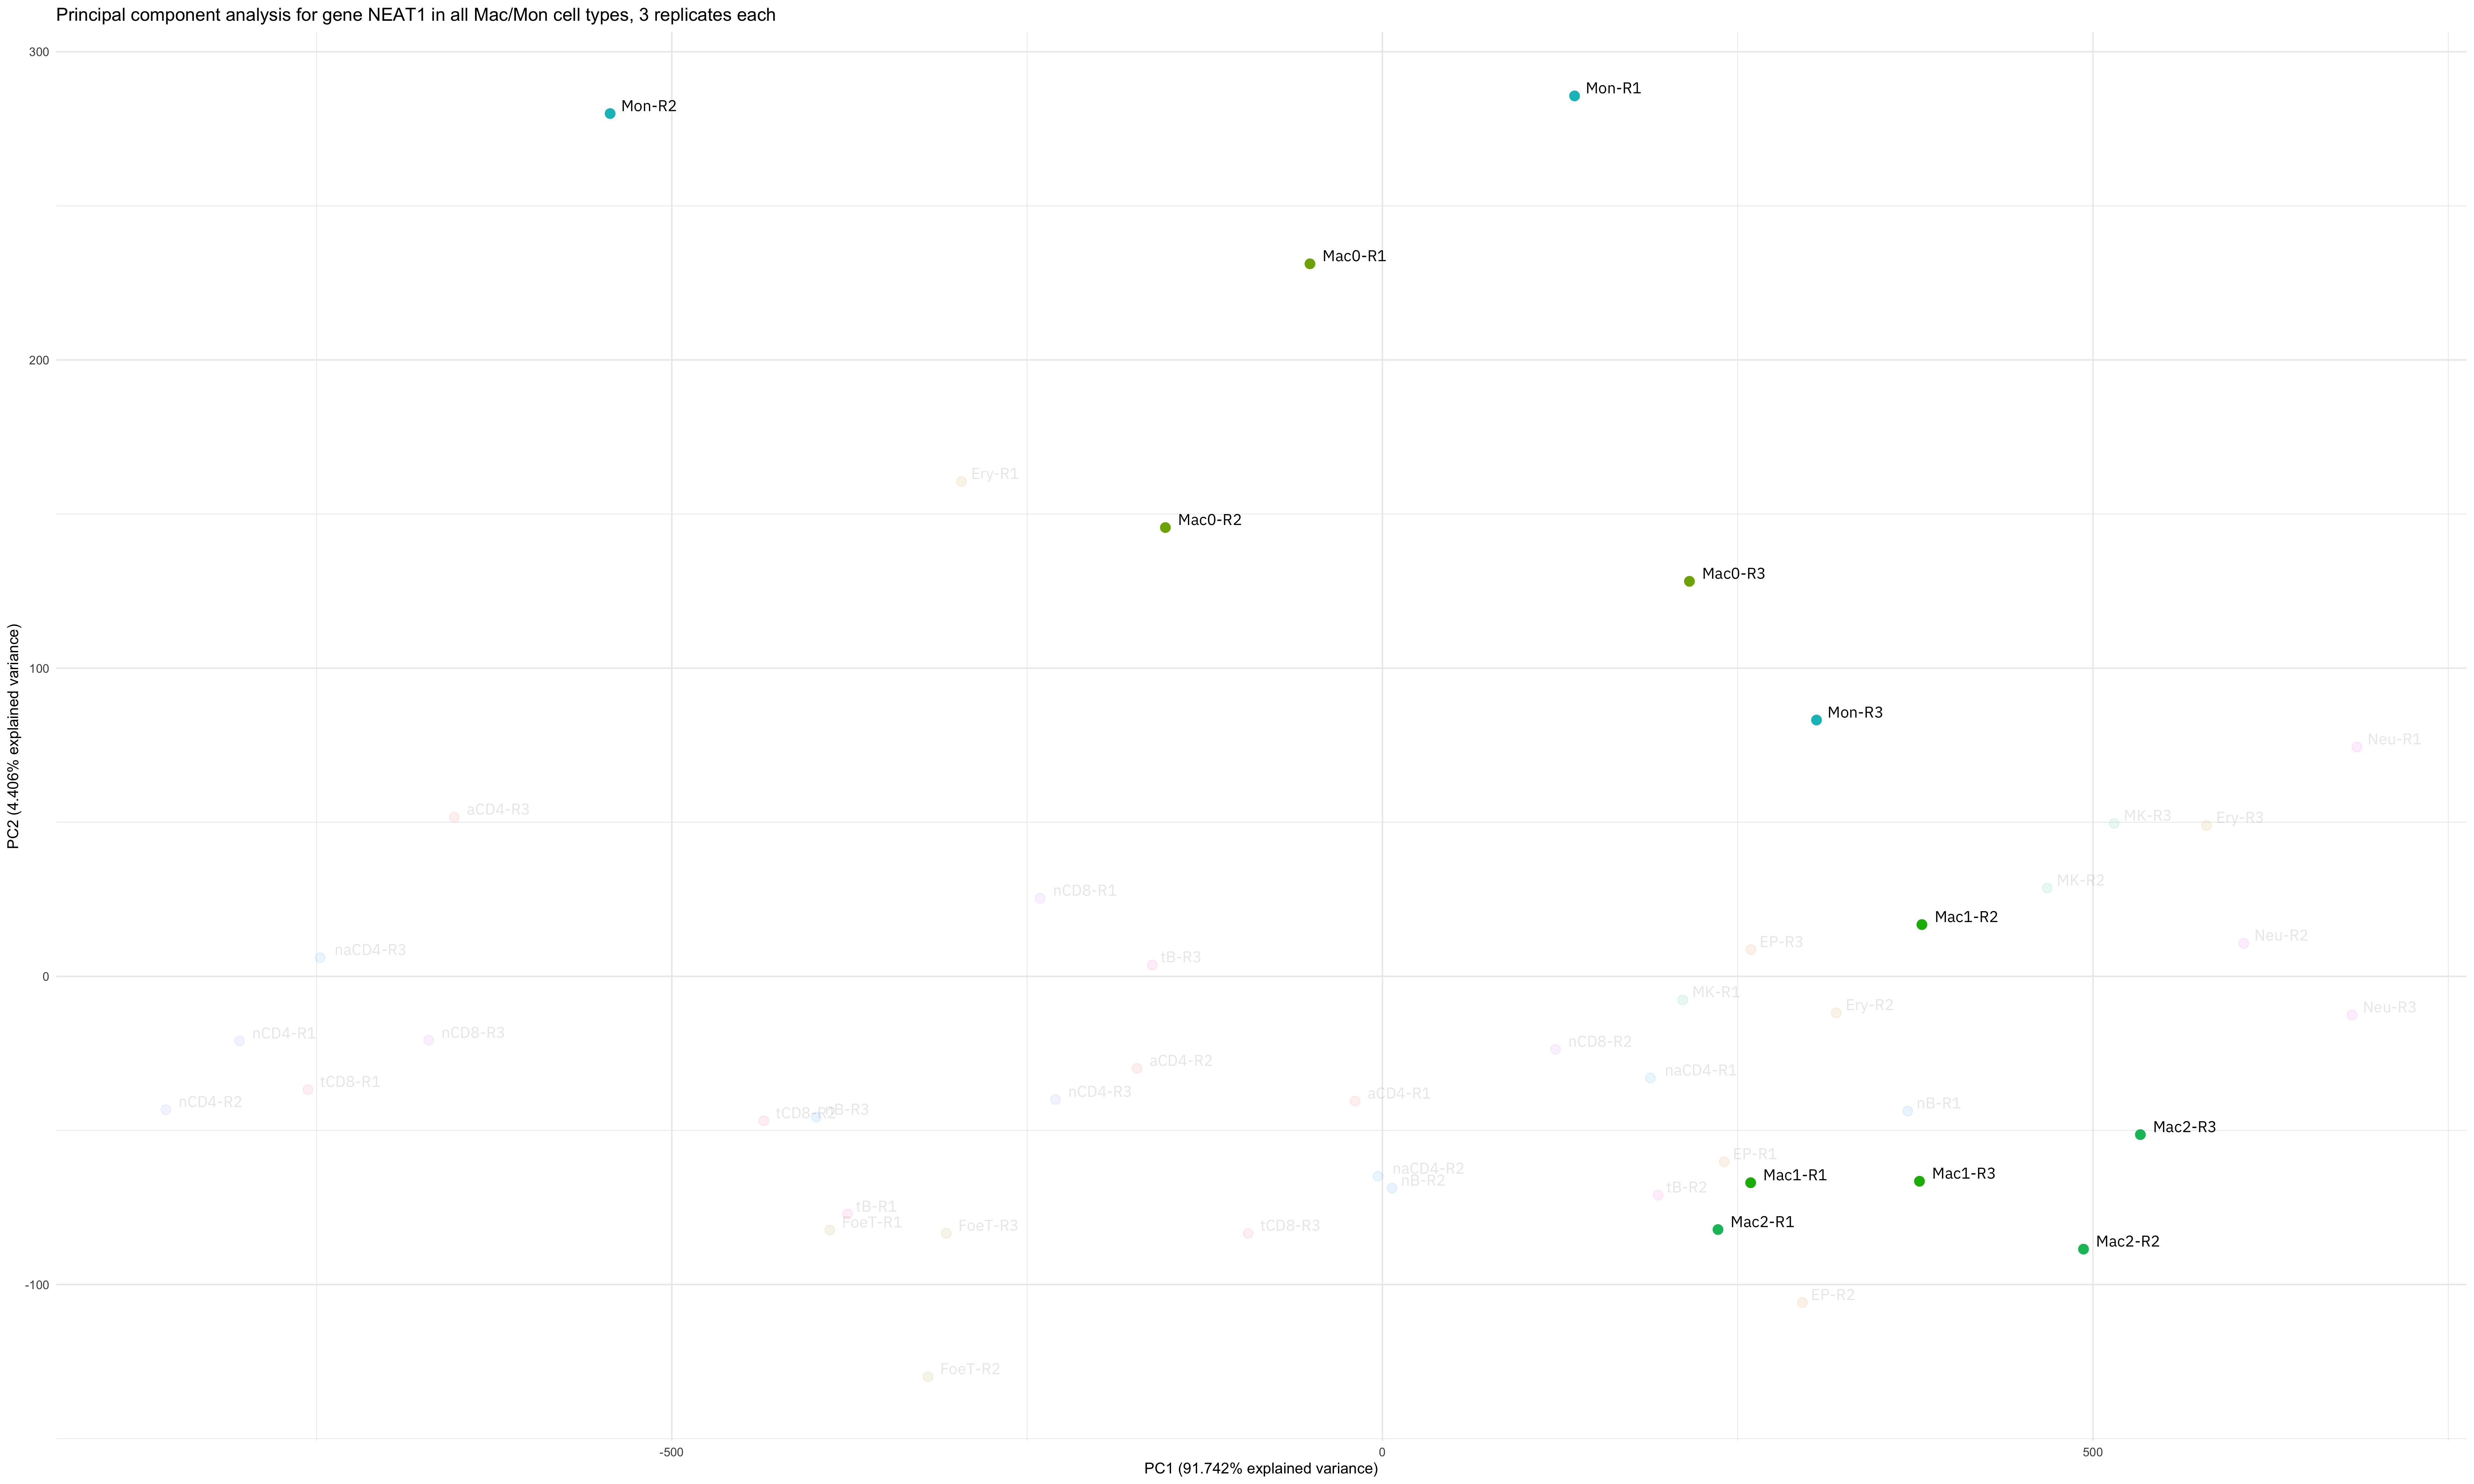 Principal component analysis for gene NEAT1 in all Mac/Mon cell types, 3 replicates each
300
Mon-R1
Mon-R2
Mac0-R1
200
Ery-R1
Mac0-R2
Mac0-R3
100
Mon-R3
Neu-R1
aCD4-R3
MK-R3
Ery-R3
nCD8-R1
MK-R2
Mac1-R2
Neu-R2
EP-R3
naCD4-R3
tB-R3
0
MK-R1
Ery-R2
Neu-R3
nCD4-R1
nCD8-R3
nCD8-R2
aCD4-R2
naCD4-R1
tCD8-R1
nCD4-R3
aCD4-R1
nCD4-R2
nB-R1
tCD8-R2
nB-R3
Mac2-R3
EP-R1
naCD4-R2
Mac1-R1
Mac1-R3
nB-R2
tB-R2
tB-R1
FoeT-R1
Mac2-R1
FoeT-R3
tCD8-R3
Mac2-R2
-100
EP-R2
FoeT-R2
-500
0
500
PC1 (91.742% explained variance)
PC2 (4.406% explained variance)